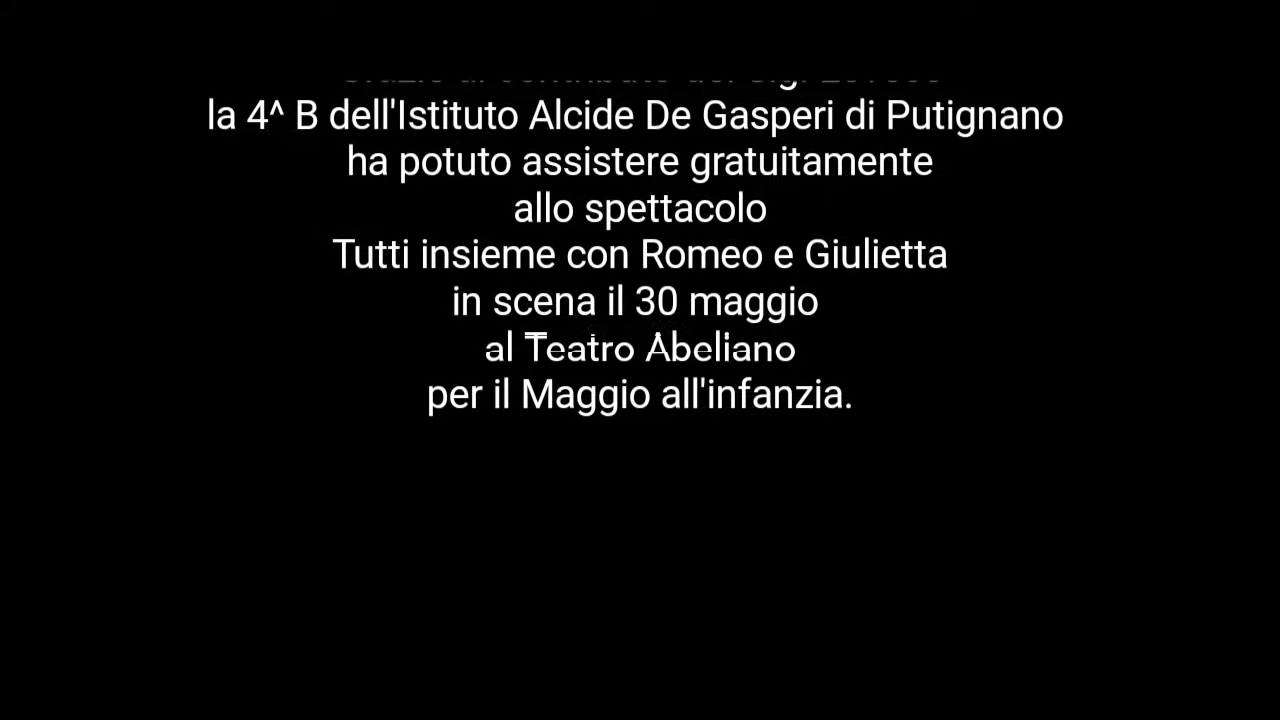 la 4^ B dell'Istituto Alcide De Gasperi di Putignano
ha potuto assistere gratuitamente
allo spettacolo
Tutti insieme con Romeo e Giulietta
in scena il 30 maggio
al Teatro Abeliano
per il Maggio all'infanzia.